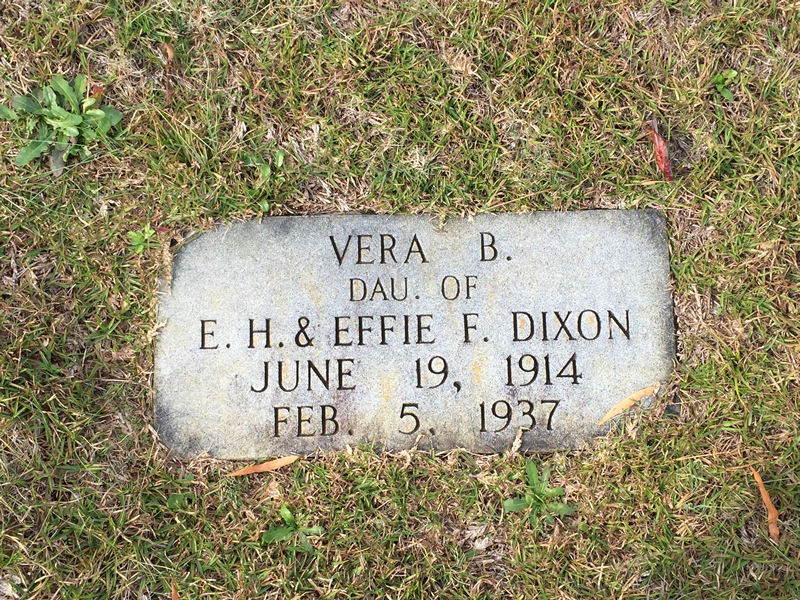 VERA B.
DAU. OF
E. H. & EFFIE F. DIXON
JUNE 19, 1914
FEB. 5, 1937